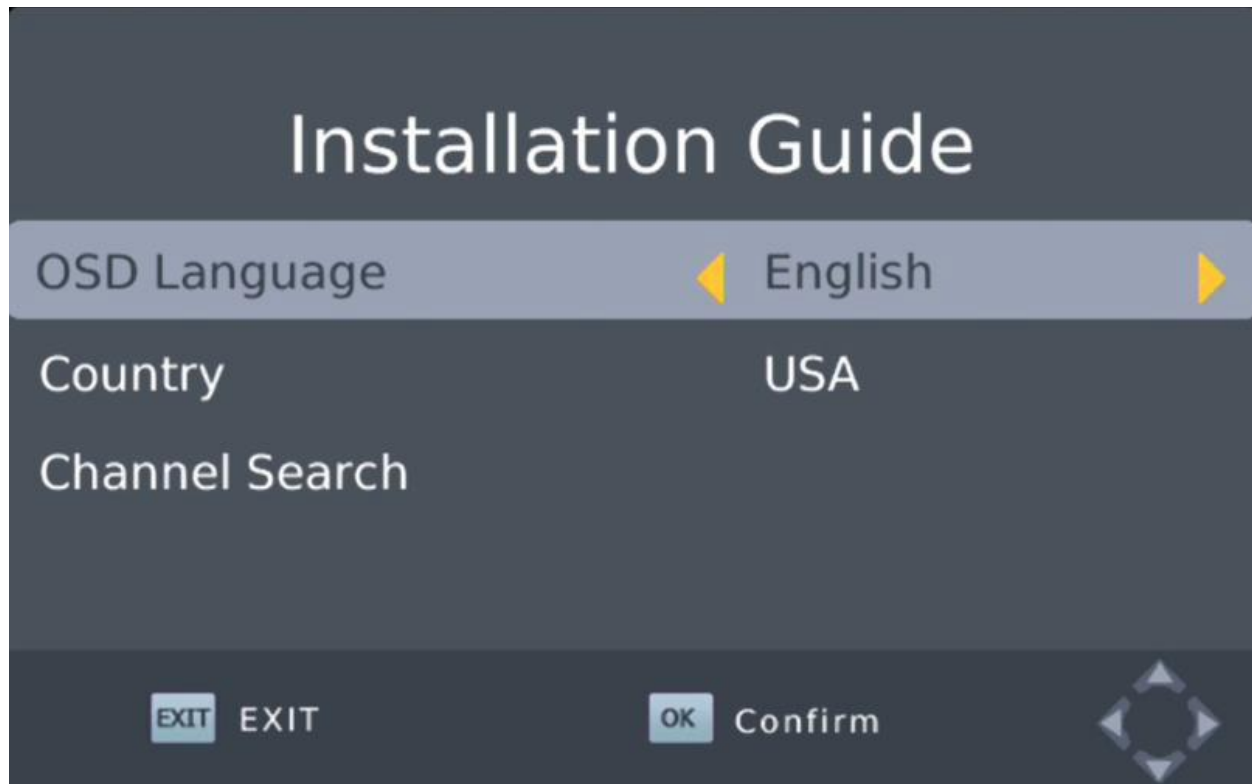 Installation Guide
OSD Language English
Country USA
Channel Search
EXIT EXIT OK Confirm